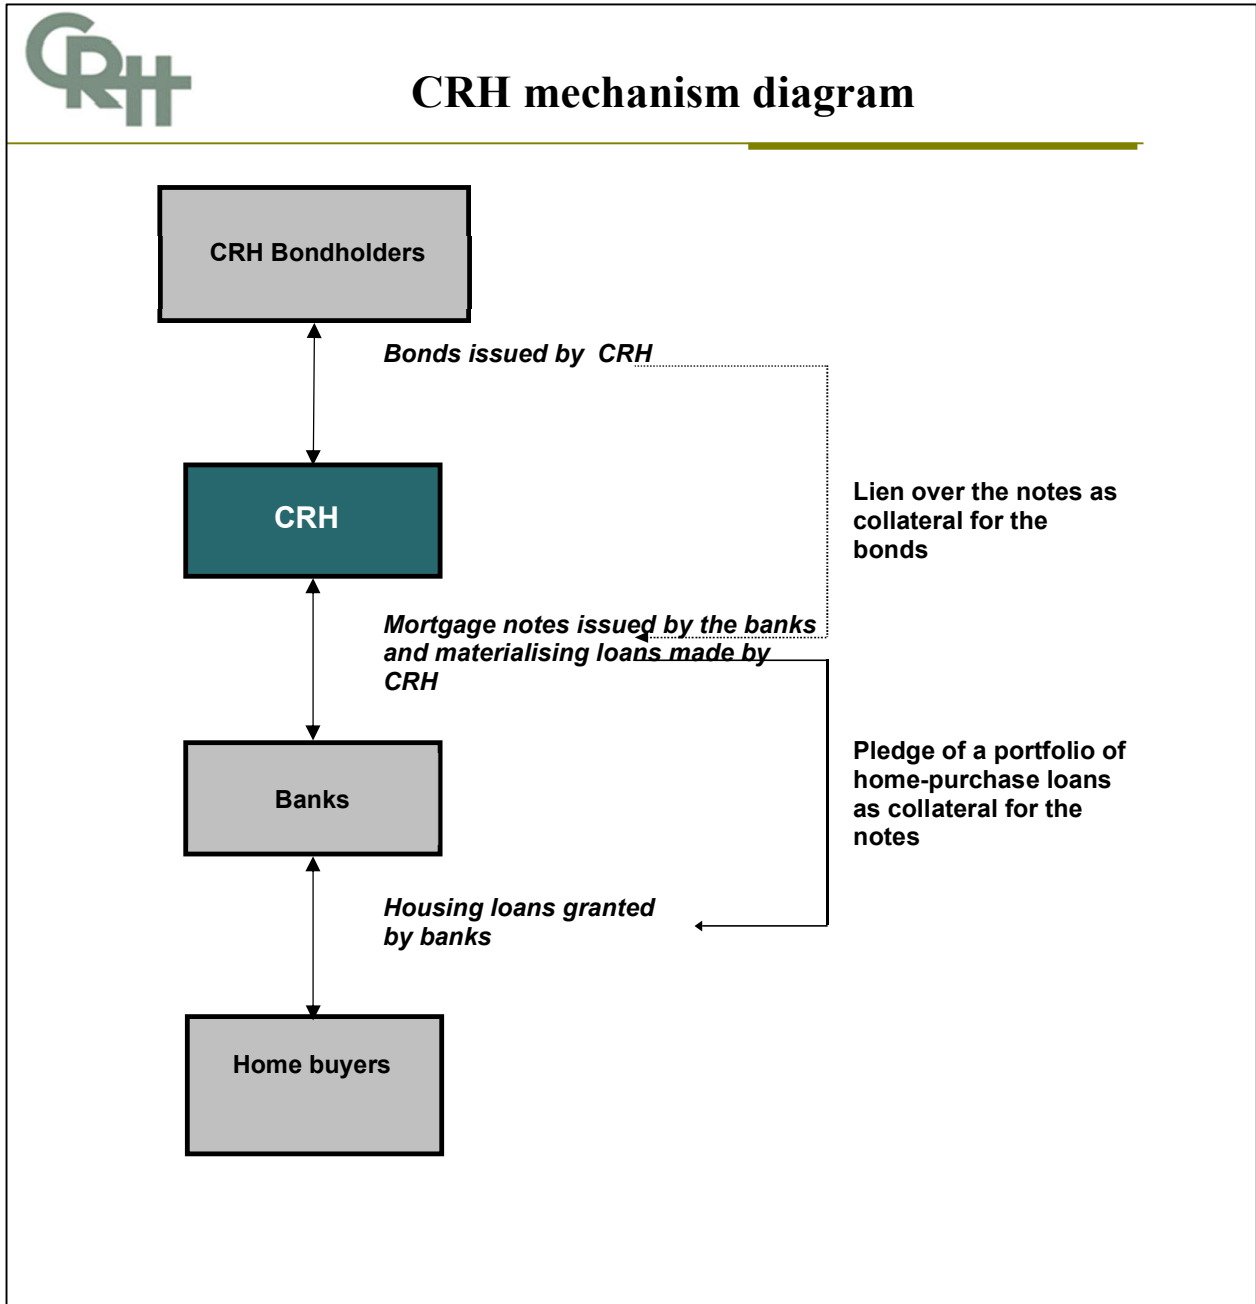 CRH
CRH mechanism diagram
CRH Bondholders
Bonds issued by CRH
CRH
Lien over the notes as
collateral for the
bonds
Mortgage notes issued by the banks
and materialising loans made by
CRH
Banks
Pledge of a portfolio of
home-purchase loans
as collateral for the
notes
Housing loans granted
by banks
Home buyers